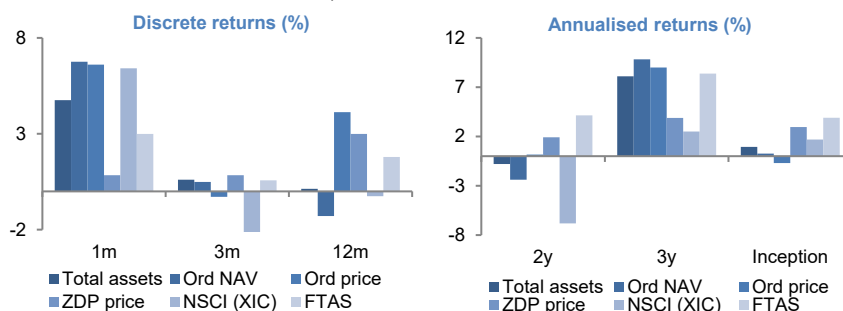 Discrete returns (%)
8
3
-2
1m 3m 12m
Total assets Ord NAV Ord price
ZDP price NSCI (XIC) FTAS
Annualised returns (%)
12
7
2
-3
-8
2y 3y Inception
Total assets Ord NAV Ord price
ZDP price NSCI (XIC) FTAS